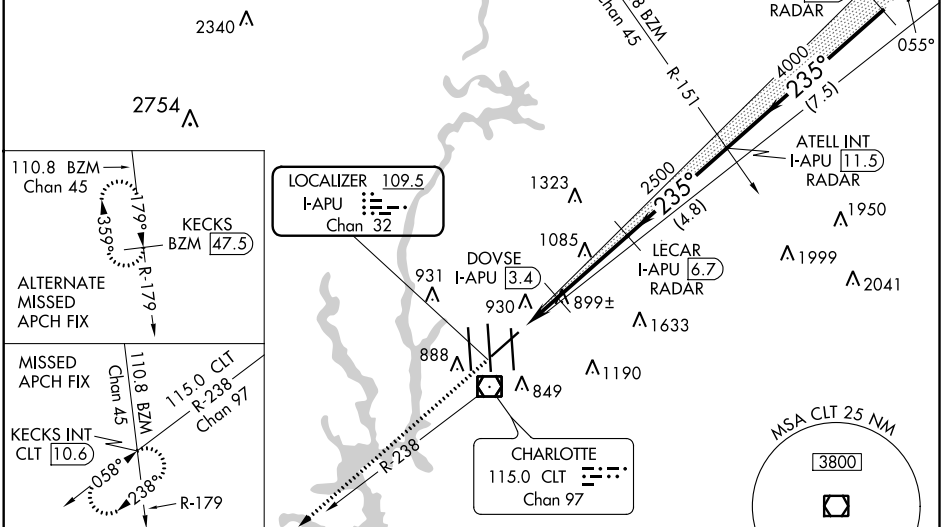 RADAR
055°
8 BZM
an 45
R-151
4000
235°
(7.5)
2340
2754
ATELL INT
I-APU 11.5
RADAR
110.8 BZM
Chan 45
179°
359°
KECKS
BZM 47.5
R-179
ALTERNATE
MISSED
APCH FIX
LOCALIZER 109.5
I-APU
Chan 32
1323
2500
235°
(4.8)
1950
1085
DOVSE
I-APU 3.4
LECAR
I-APU 6.7
RADAR
1999
2041
931
930
899±
1633
888
849
1190
MISSED
APCH FIX
110.8 BZM
Chan 45
115.0 CLT
R-238
Chan 97
KECKS INT
CLT 10.6
058°
238°
R-179
R-238
CHARLOTTE
115.0 CLT
Chan 97
MSA CLT 25 NM
3800